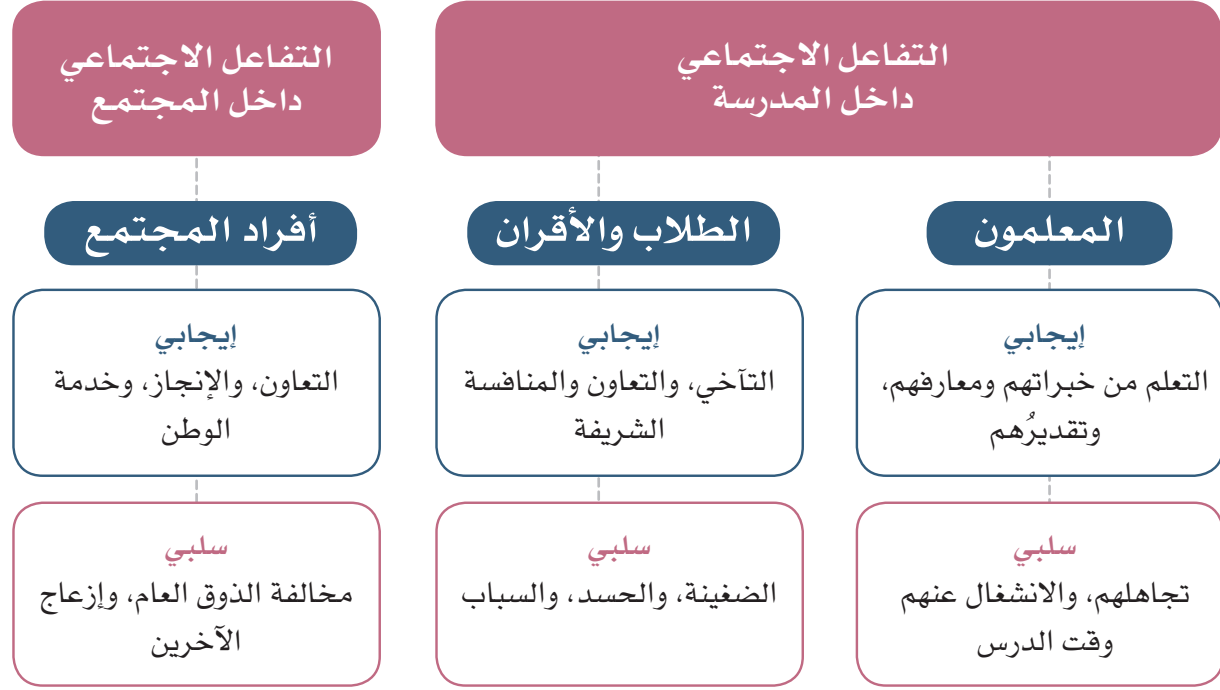 التفاعل الاجتماعي
داخل المدرسة
المعلمون
إيجابي
التعلم من خبراتهم ومعارفهم،
وتقديرُهم
سلبي
تجاهلهم، والانشغال عنهم
وقت الدرس
الطلاب والأقران
إيجابي
التآخي، والتعاون والمنافسة
الشريفة
سلبي
الضغينة، والحسد، والسباب
التفاعل الاجتماعي
داخل المجتمع
أفراد المجتمع
إيجابي
التعاون، والإنجاز، وخدمة
الوطن
سلبي
مخالفة الذوق العام، وإزعاج
الآخرين